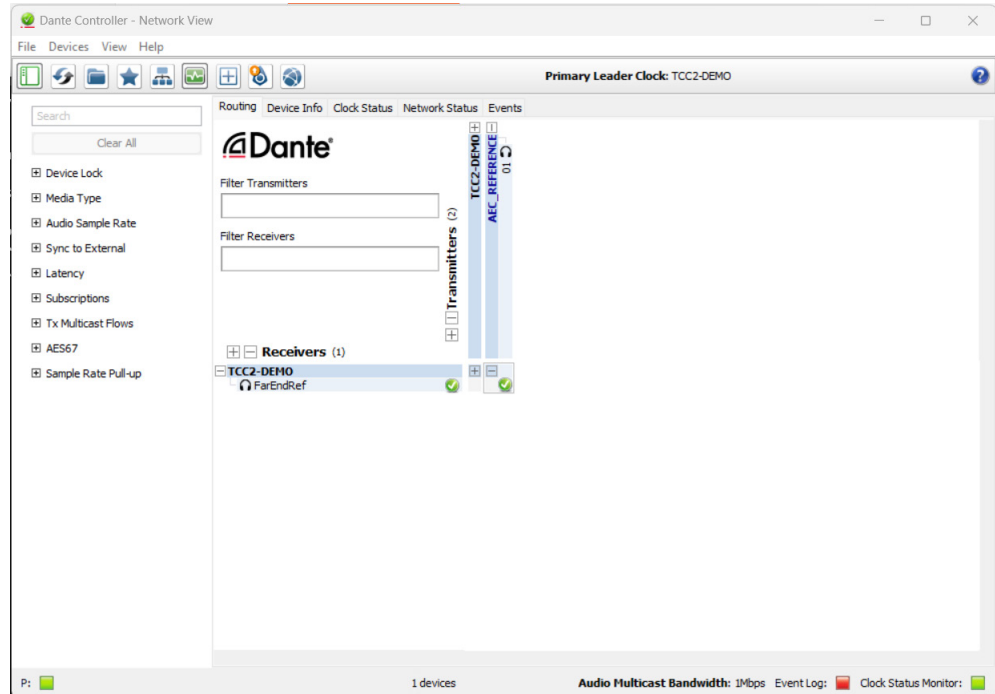 Dante Controller - Network View
File Devices View Help
Primary Leader Clock: TCC2-DEMO
Search
Clear All
Device Lock
Media Type
Audio Sample Rate
Sync to External
Latency
Subscriptions
Tx Multicast Flows
AES67
Sample Rate Pull-up
Routing Device Info Clock Status Network Status Events
Dante
Filter Transmitters
Filter Receivers
Transmitters (2)
TCC2-DEMO
AEC_REFERENCE
01
Receivers (1)
TCC2-DEMO
FarEndRef
P:
1 devices
Audio Multicast Bandwidth: 1Mbps Event Log: Clock Status Monitor: